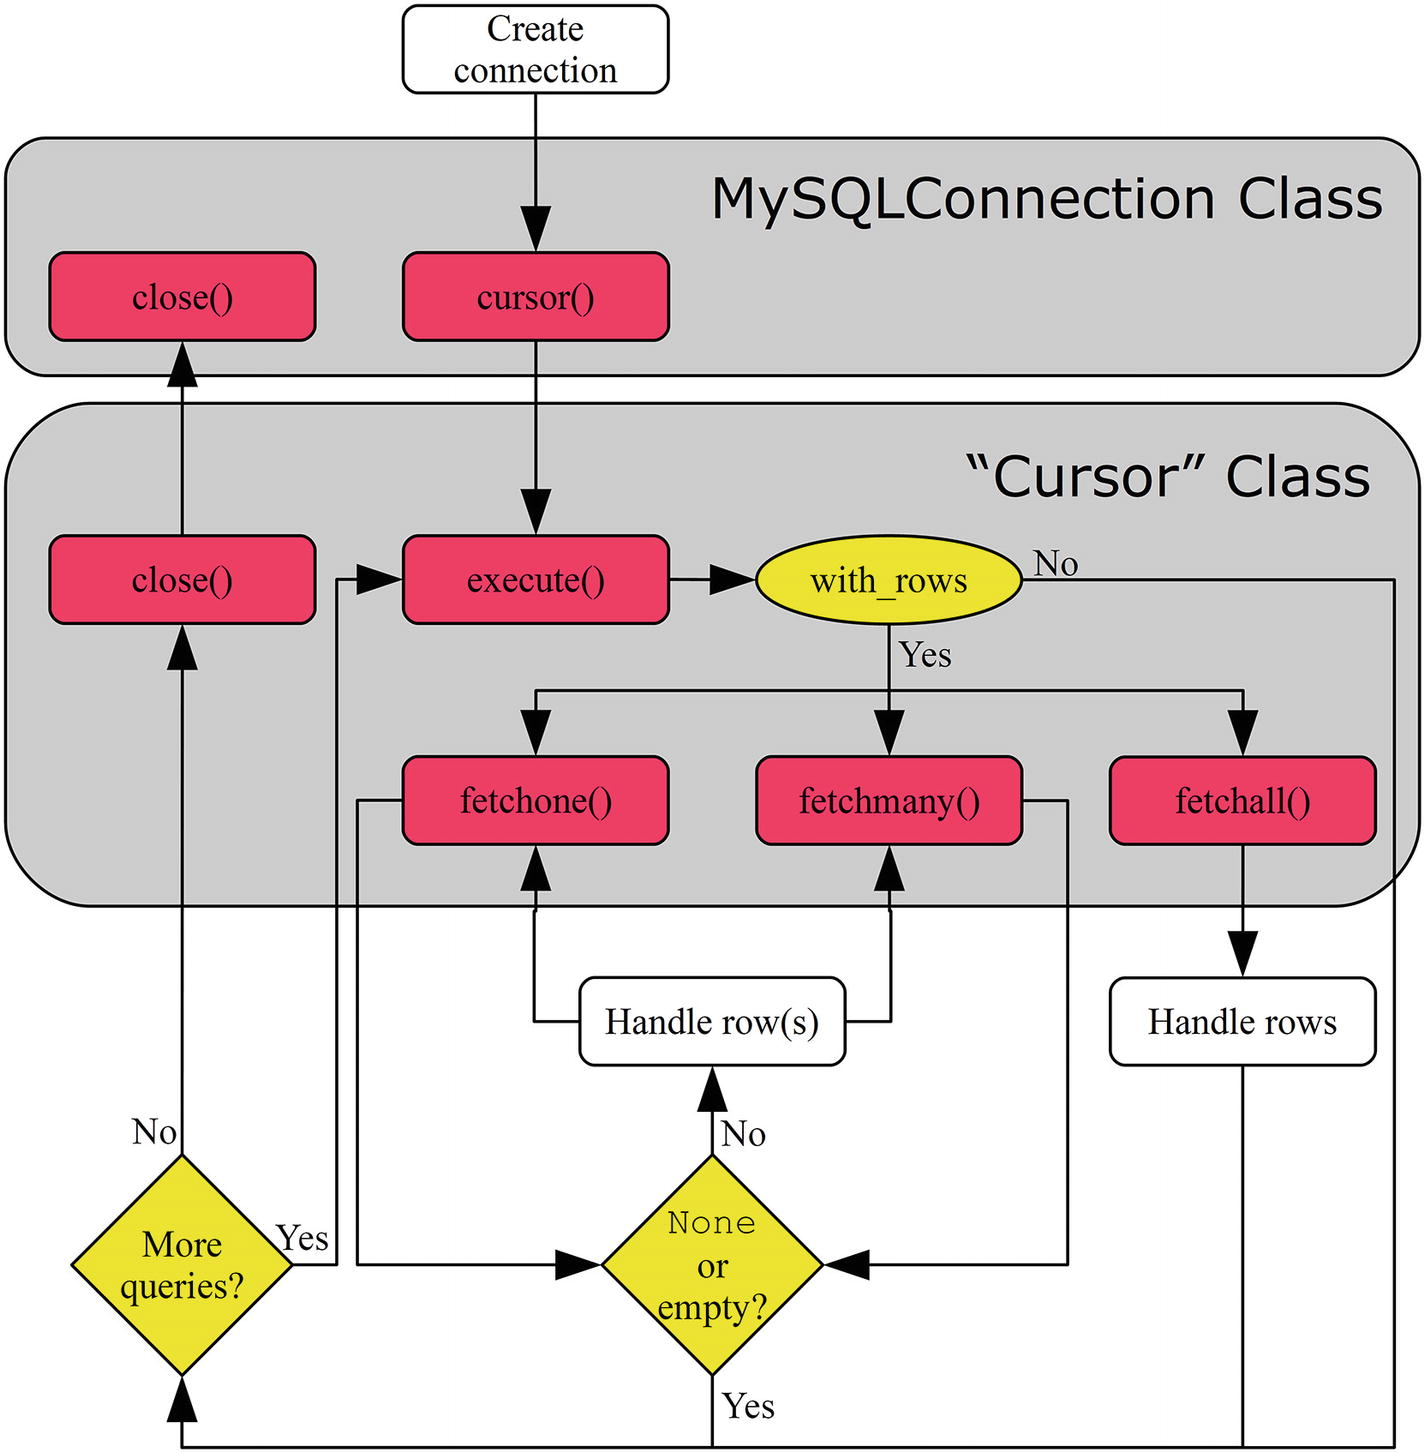 Create
connection
MySQLConnection Class
close()
cursor()
“Cursor” Class
close()
execute()
with_rows
No
Yes
fetchone()
fetchmany()
fetchall()
Handle row(s)
Handle rows
No
No
More
queries?
Yes
None
or
empty?
Yes